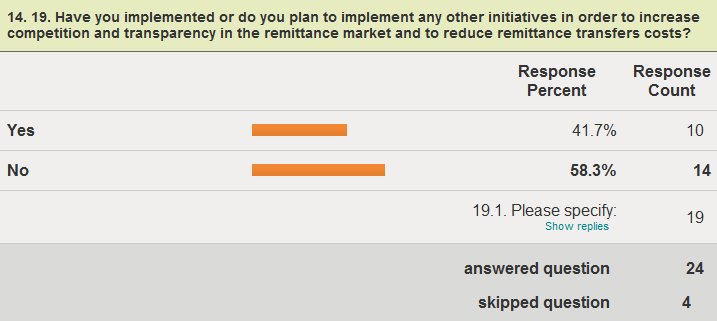 14. 19. Have you implemented or do you plan to implement any other initiatives in order to increase
competition and transparency in the remittance market and to reduce remittance transfers costs?
Response Percent Response Count
Yes 41.7% 10
No 58.3% 14
19.1. Please specify: 19
Show replies
answered question 24
skipped question 4